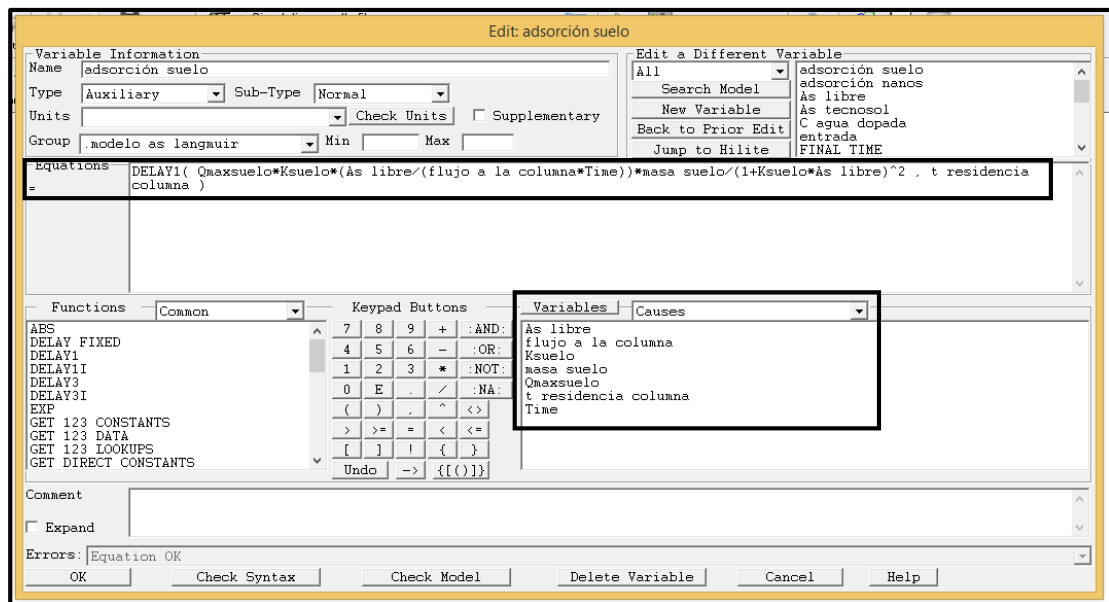 Edit: adsorción suelo
Variable Information
Name adsorción suelo
Type Auxiliary Sub-Type Normal
Units Check Units Supplementary
Group .modelo as langmuir Min Max
Edit a Different Variable
All
Search Model
New Variable
Back to Prior Edit
Jump to Hilite
adsorción suelo
adsorción nanos
As libre
As tecnosol
C agua dopada
entrada
FINAL TIME
Equations
=
DELAY1( Qmaxsuelo*Ksuelo*(As libre/(flujo a la columna*Time))*masa suelo/(1+Ksuelo*As libre)^2 , t residencia
columna )
Functions Common
ABS
DELAY FIXED
DELAY1
DELAY1I
DELAY3
DELAY3I
EXP
GET 123 CONSTANTS
GET 123 DATA
GET 123 LOOKUPS
GET DIRECT CONSTANTS
Keypad Buttons
7 8 9 + :AND:
4 5 6 - :OR:
1 2 3 * :NOT:
0 E . / :NA:
( ) , ^ <>
> >= = < <=
[ ] ! { }
Undo -> {[()]}
Variables Causes
As libre
flujo a la columna
Ksuelo
masa suelo
Qmaxsuelo
t residencia columna
Time
Comment
Expand
Errors: Equation OK
OK Check Syntax Check Model Delete Variable Cancel Help